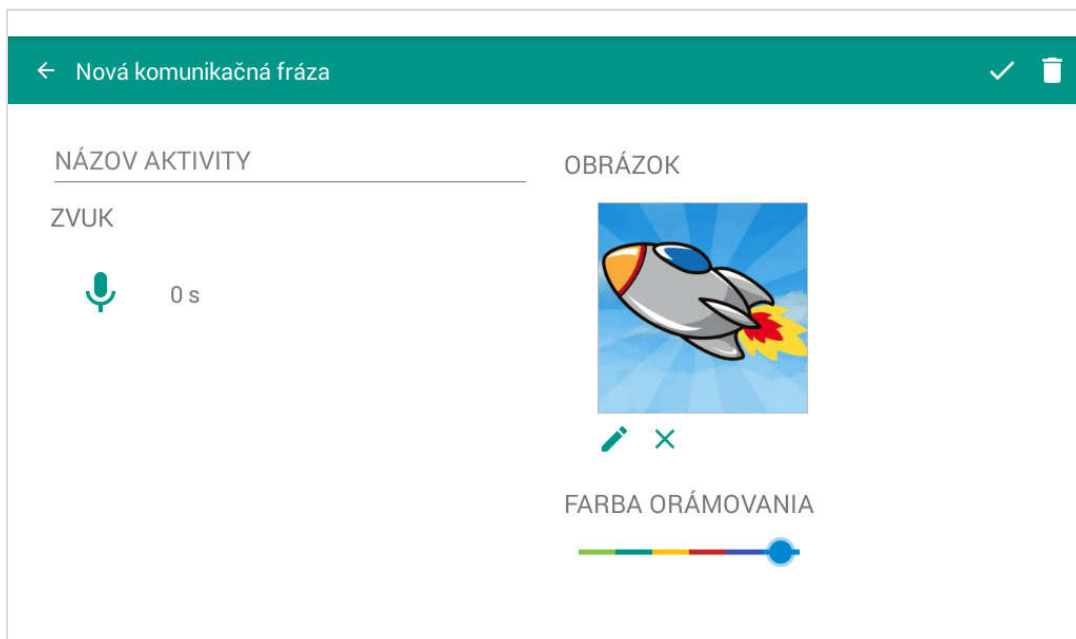 Nová komunikačná fráza
NÁZOV AKTIVITY
ZVUK
0 s
OBRÁZOK
FARBA ORÁMOVANIA